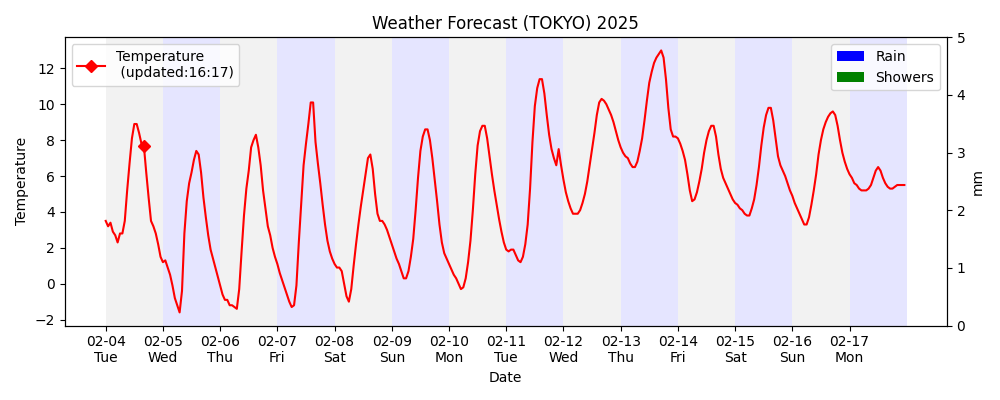 Weather Forecast (TOKYO) 2025
Temperature
(updated:16:17)
Rain
Showers
Temperature
12
10
8
6
4
2
0
−2
5
4
3
2
1
0
mm
02-04 02-05 02-06 02-07 02-08 02-09 02-10 02-11 02-12 02-13 02-14 02-15 02-16 02-17
Tue Wed Thu Fri Sat Sun Mon Tue Wed Thu Fri Sat Sun Mon
Date